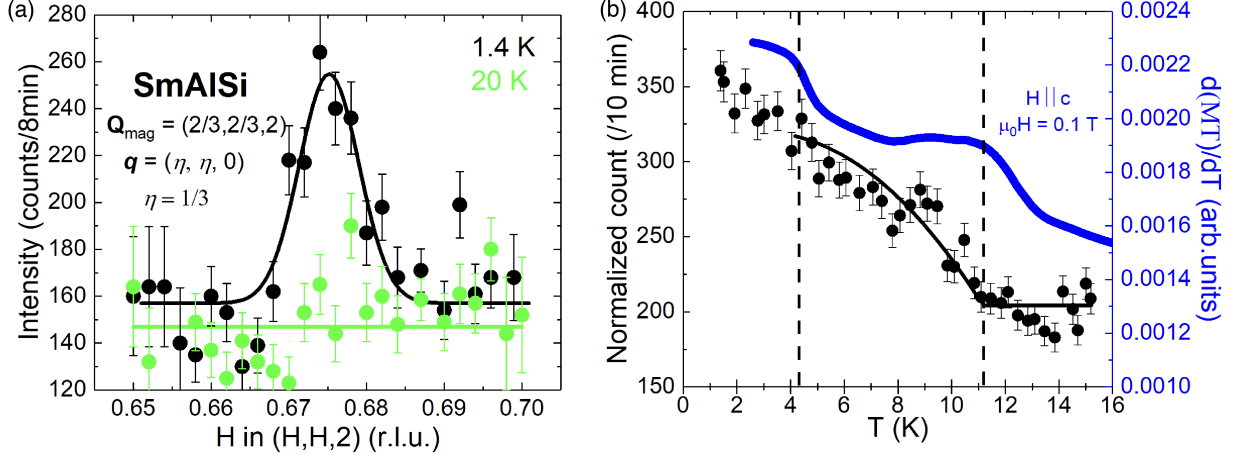 (a)
280
260
240
220
200
180
160
140
120
Intensity (counts/8min)
1.4 K
20 K
SmAlSi
Qmag = (2/3,2/3,2)
q = (η, η, 0)
η = 1/3
0.65 0.66 0.67 0.68 0.69 0.70
H in (H,H,2) (r.l.u.)
(b)
400
350
300
250
200
150
Normalized count (/10 min)
H || c
μ0H = 0.1 T
0 2 4 6 8 10 12 14 16
T (K)
0.0024
0.0022
0.0020
0.0018
0.0016
0.0014
0.0012
0.0010
d(MT)/dT (arb.units)